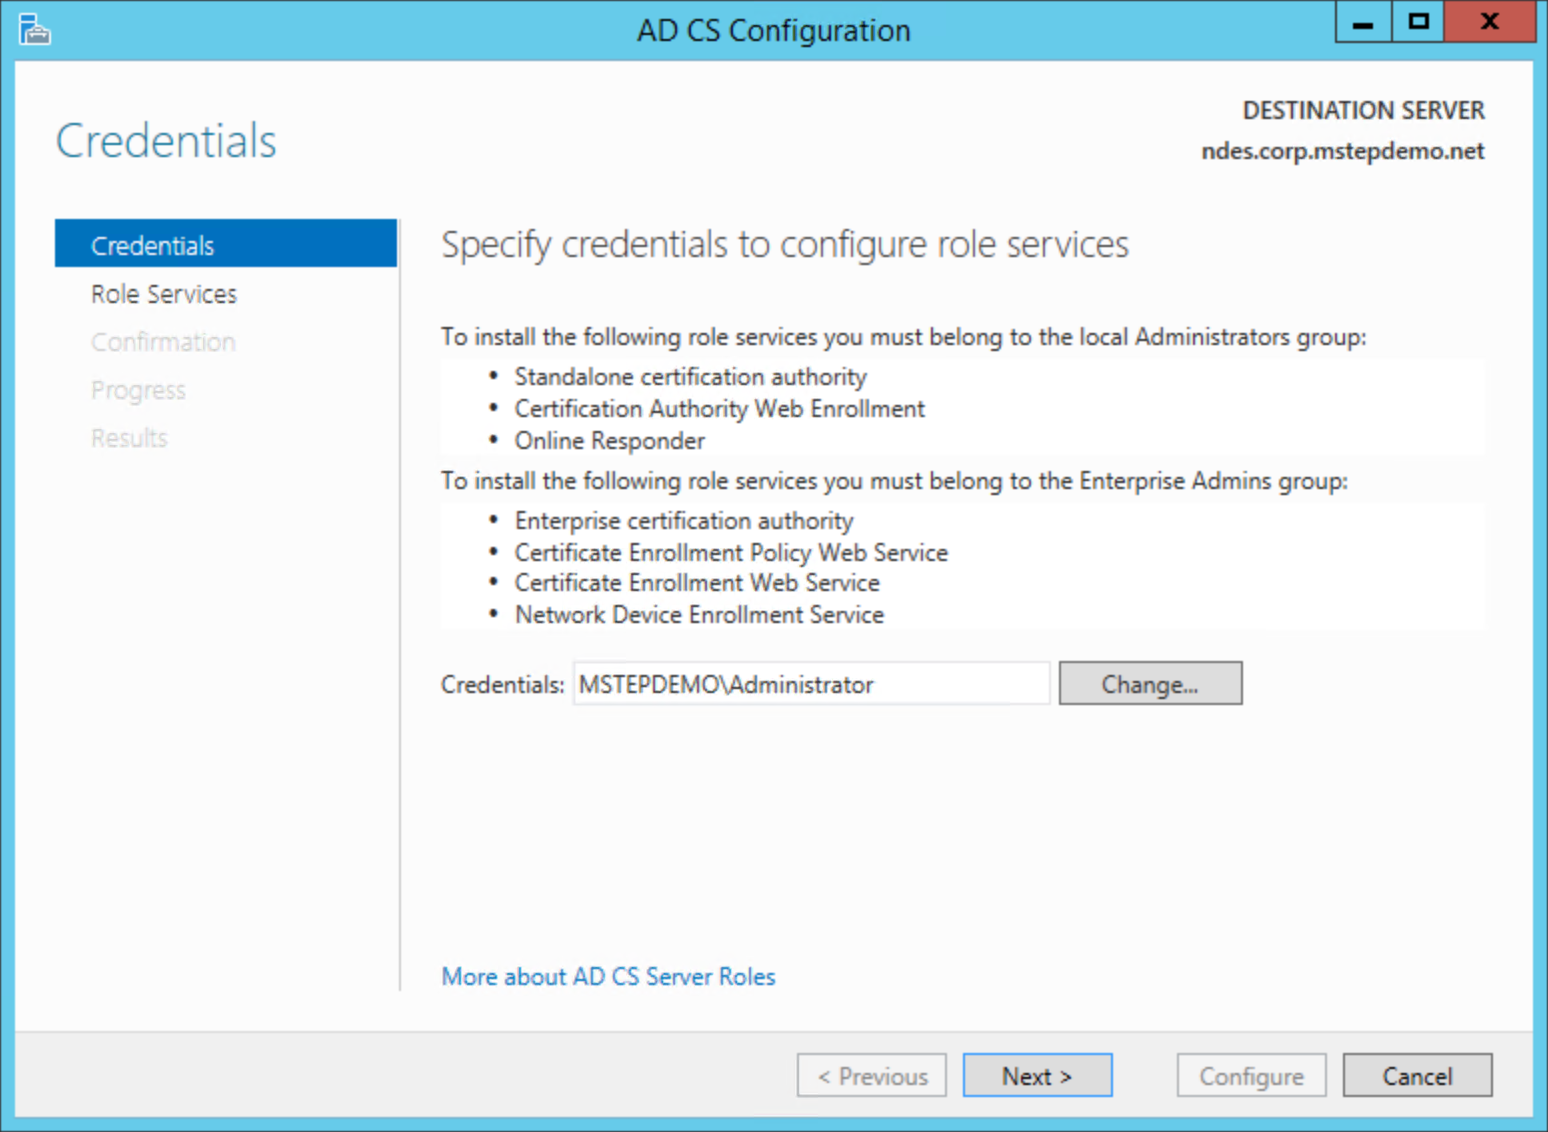 AD CS Configuration
DESTINATION SERVER
ndes.corp.mstepdemo.net
Credentials
Credentials
Role Services
Confirmation
Progress
Results
Specify credentials to configure role services
To install the following role services you must belong to the local Administrators group:
• Standalone certification authority
• Certification Authority Web Enrollment
• Online Responder
To install the following role services you must belong to the Enterprise Admins group:
• Enterprise certification authority
• Certificate Enrollment Policy Web Service
• Certificate Enrollment Web Service
• Network Device Enrollment Service
Credentials: MSTEPDEMO\Administrator Change...
More about AD CS Server Roles
< Previous Next > Configure Cancel